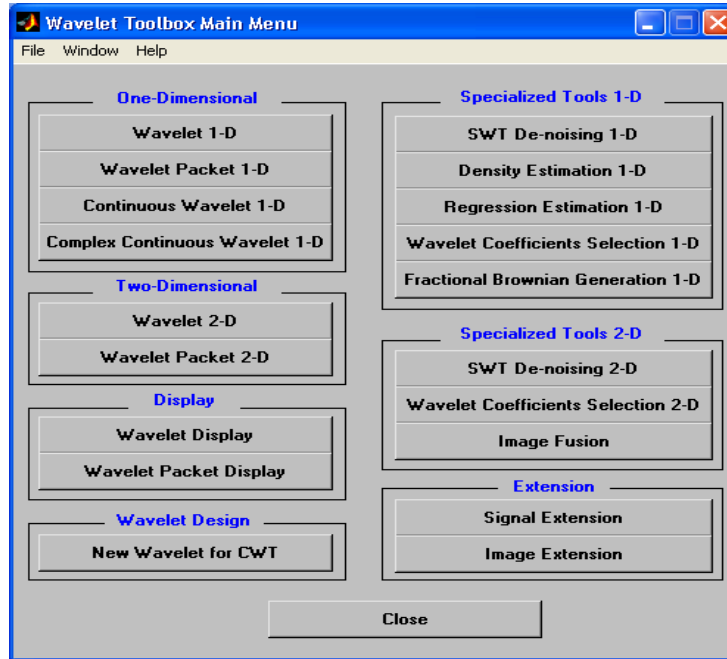 Wavelet Toolbox Main Menu
File Window Help
One-Dimensional
Wavelet 1-D
Wavelet Packet 1-D
Continuous Wavelet 1-D
Complex Continuous Wavelet 1-D
Two-Dimensional
Wavelet 2-D
Wavelet Packet 2-D
Display
Wavelet Display
Wavelet Packet Display
Wavelet Design
New Wavelet for CWT
Specialized Tools 1-D
SWT De-noising 1-D
Density Estimation 1-D
Regression Estimation 1-D
Wavelet Coefficients Selection 1-D
Fractional Brownian Generation 1-D
Specialized Tools 2-D
SWT De-noising 2-D
Wavelet Coefficients Selection 2-D
Image Fusion
Extension
Signal Extension
Image Extension
Close